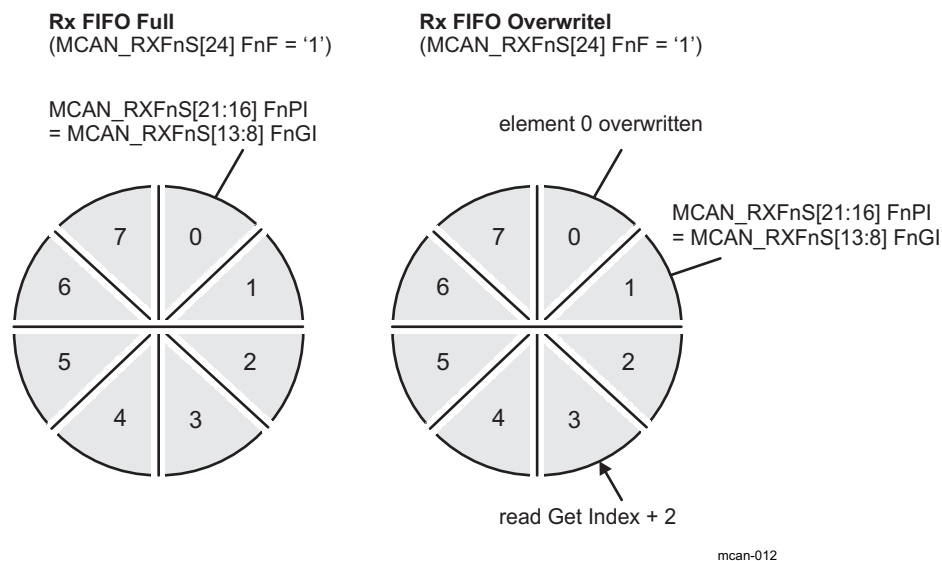 Rx FIFO Full
(MCAN_RXFnS[24] FnF = ‘1’)
Rx FIFO Overwritel
(MCAN_RXFnS[24] FnF = ‘1’)
MCAN_RXFnS[21:16] FnPI
= MCAN_RXFnS[13:8] FnGI
element 0 overwritten
MCAN_RXFnS[21:16] FnPI
= MCAN_RXFnS[13:8] FnGI
7 0
6 1
5 2
4 3
7 0
6 1
5 2
4 3
read Get Index + 2
mcan-012